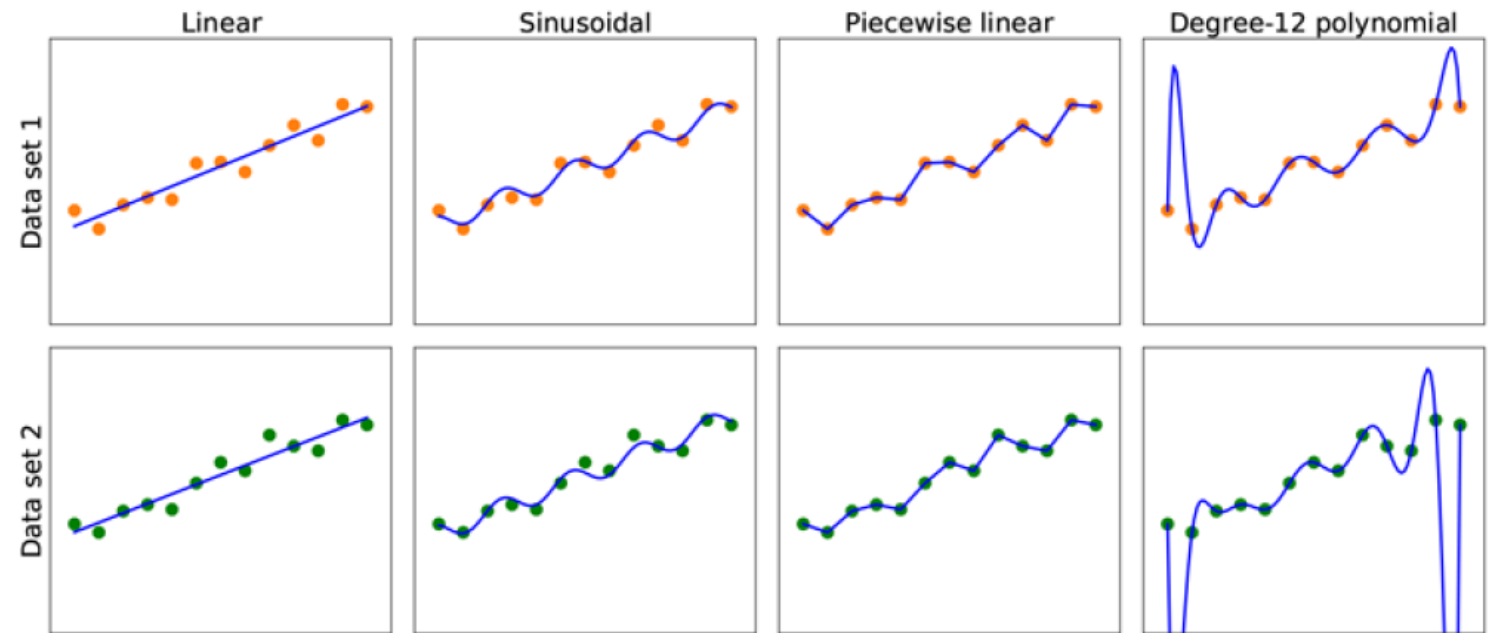 Linear
Sinusoidal
Piecewise linear
Degree-12 polynomial
Data set 1
Data set 2